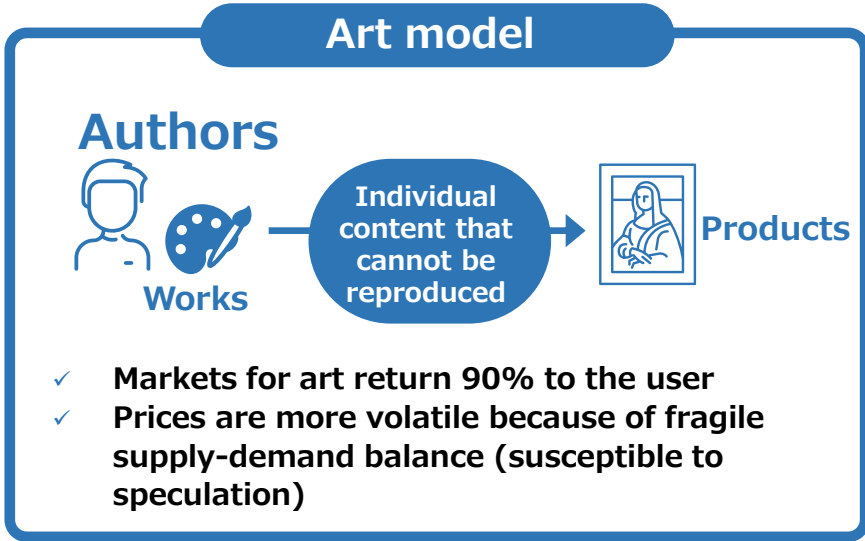 Art model
Authors
Works
Individual
content that
cannot be
reproduced
Products
✓ Markets for art return 90% to the user
✓ Prices are more volatile because of fragile
supply-demand balance (susceptible to
speculation)